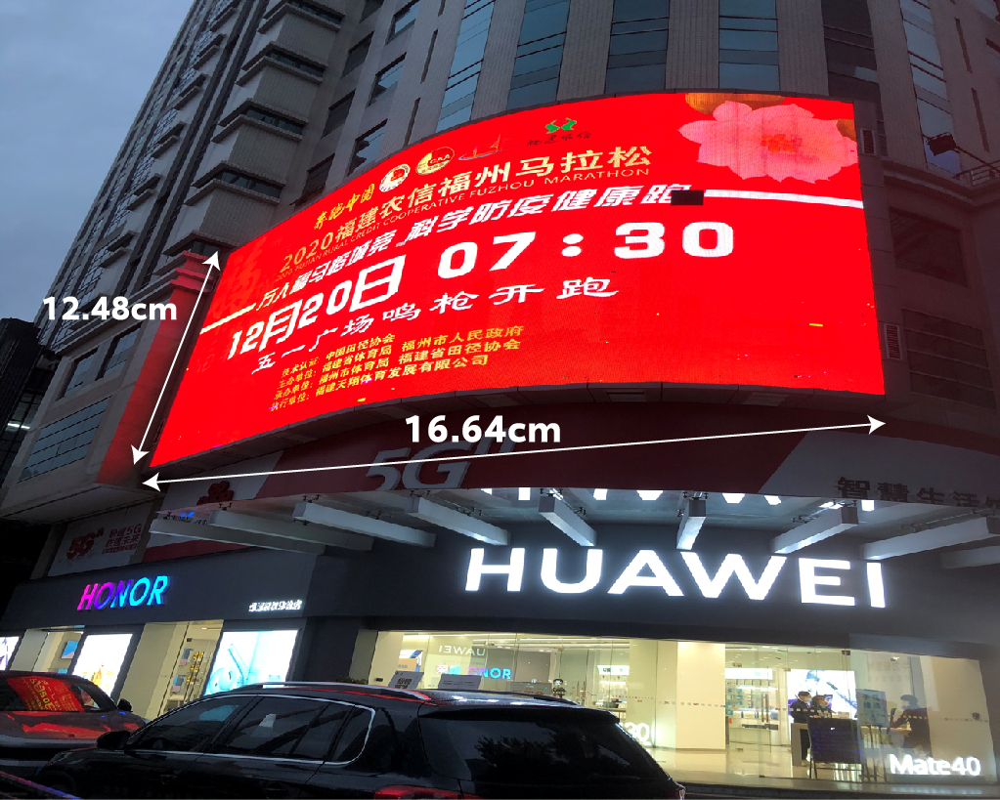 奔跑中国
2020福建农信福州马拉松
2020 FUJIAN RURAL CREDIT COOPERATIVE FUZHOU MARATHON
万人福马榕城竞 科学防疫健康跑
12月20日 07:30
五一广场鸣枪开跑
技术认证: 中国田径协会
主办单位: 福建省体育局 福州市人民政府
承办单位: 福州市体育局 福建省田径协会
执行单位: 福建天翔体育发展有限公司
12.48cm
16.64cm
5G
智慧生活
HONOR
HUAWEI
HONOR
Mate40